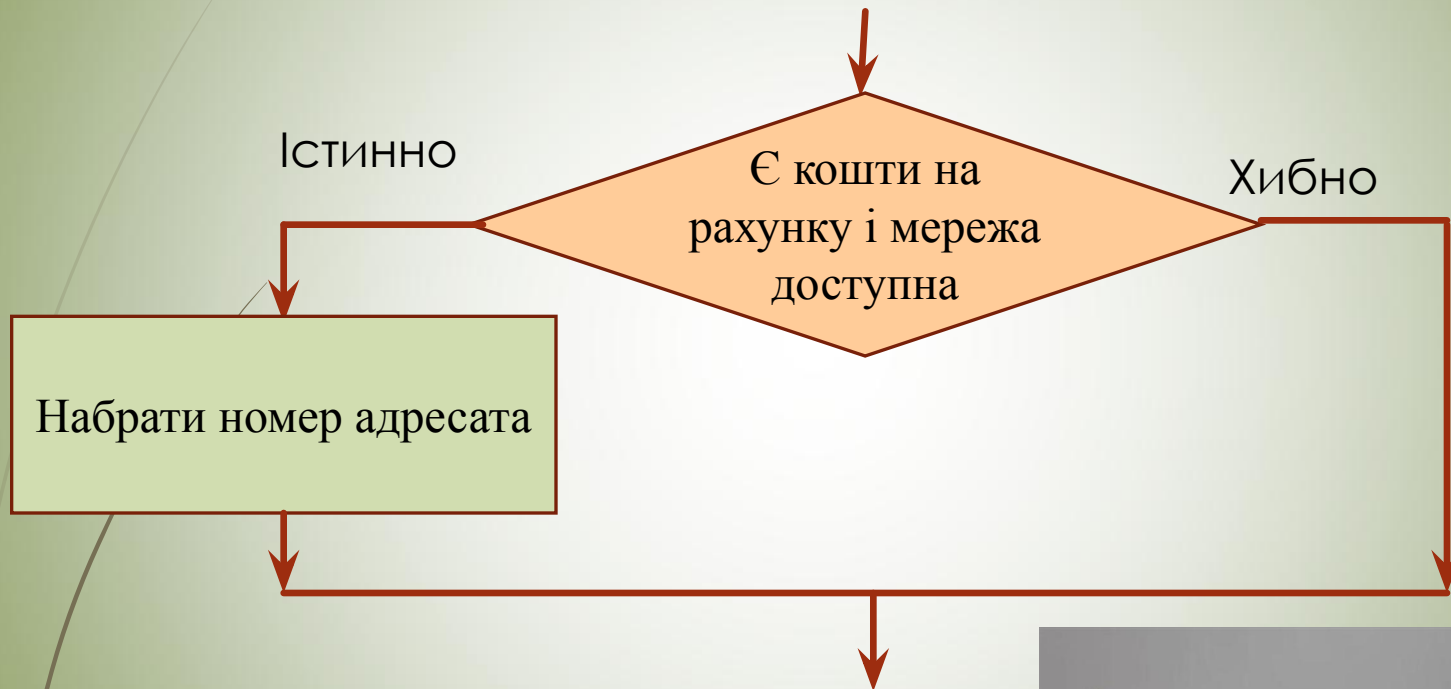 Істинно
Є кошти на
рахунку і мережа
доступна
Хибно
Набрати номер адресата